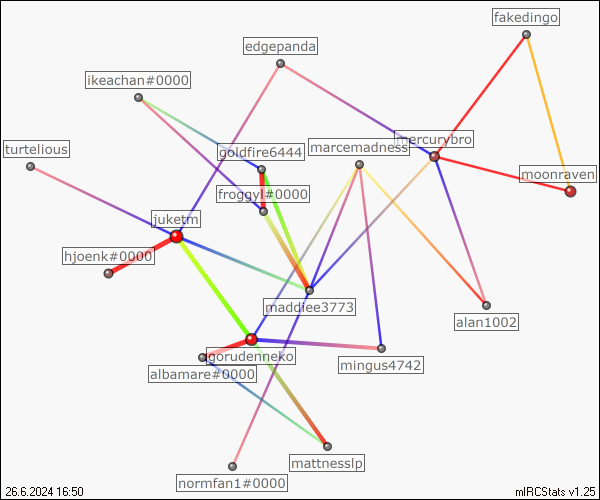 fakedingo
edgepanda
ikeachan#0000
mercurybro
marcemadness
turtelious
goldfire6444
moonraven
froggyl#0000
juketm
hjoenk#0000
maddiee3773
alan1002
gorudenneko
mingus4742
albamare#0000
mattnesslp
normfan1#0000
26.6.2024 16:50
mIRCStats v1.25